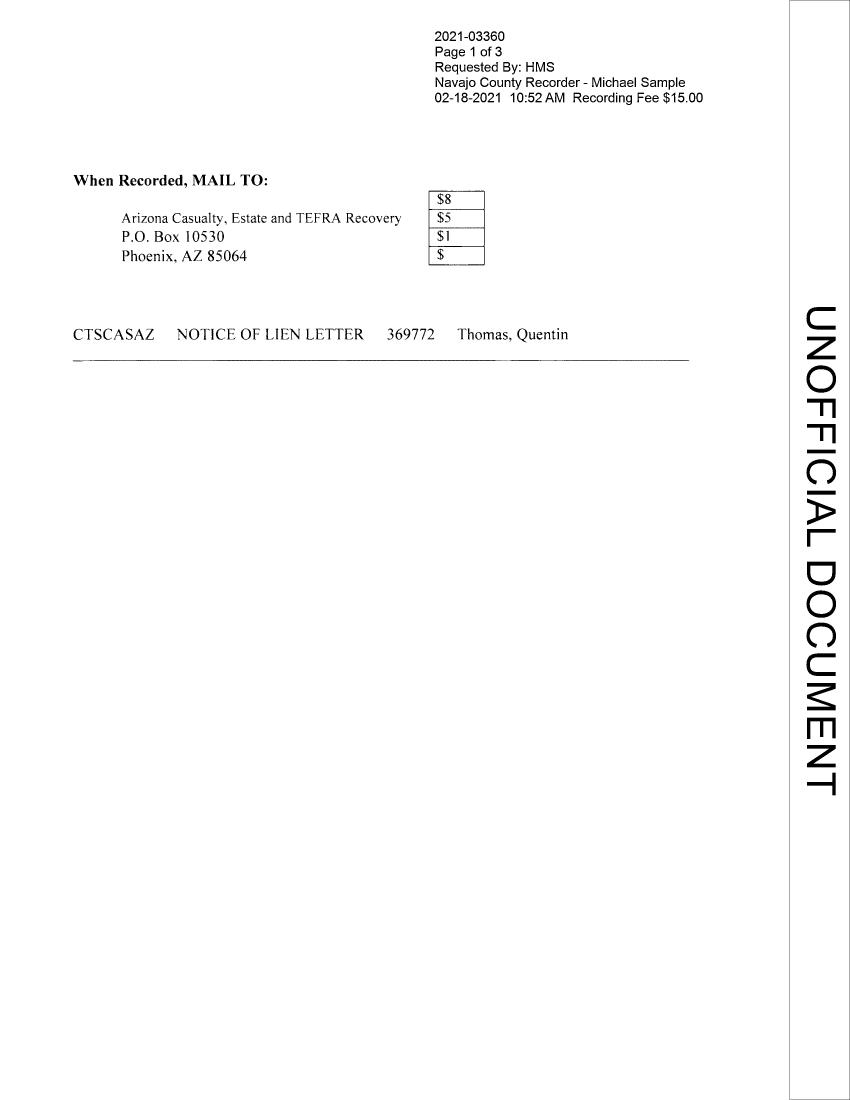 2021-03360
Page 1 of 3
Requested By: HMS
Navajo County Recorder - Michael Sample
02-18-2021 10:52 AM Recording Fee $15.00
When Recorded, MAIL TO:
Arizona Casualty, Estate and TEFRA Recovery
P.O. Box 10530
Phoenix, AZ 85064
$8
$5
$1
$
CTSCASAZ NOTICE OF LIEN LETTER 369772 Thomas, Quentin
UNOFFICIAL DOCUMENT